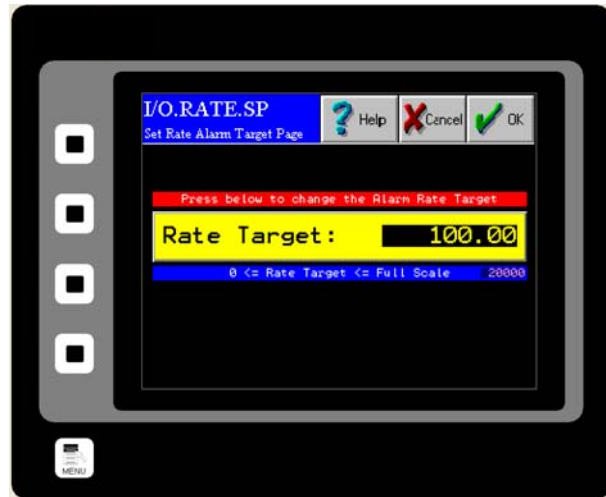 I/O.RATE.SP
Set Rate Alarm Target Page
Help
Cancel
OK
Press below to change the Alarm Rate Target
Rate Target: 100.00
0 <= Rate Target <= Full Scale 20000
MENU